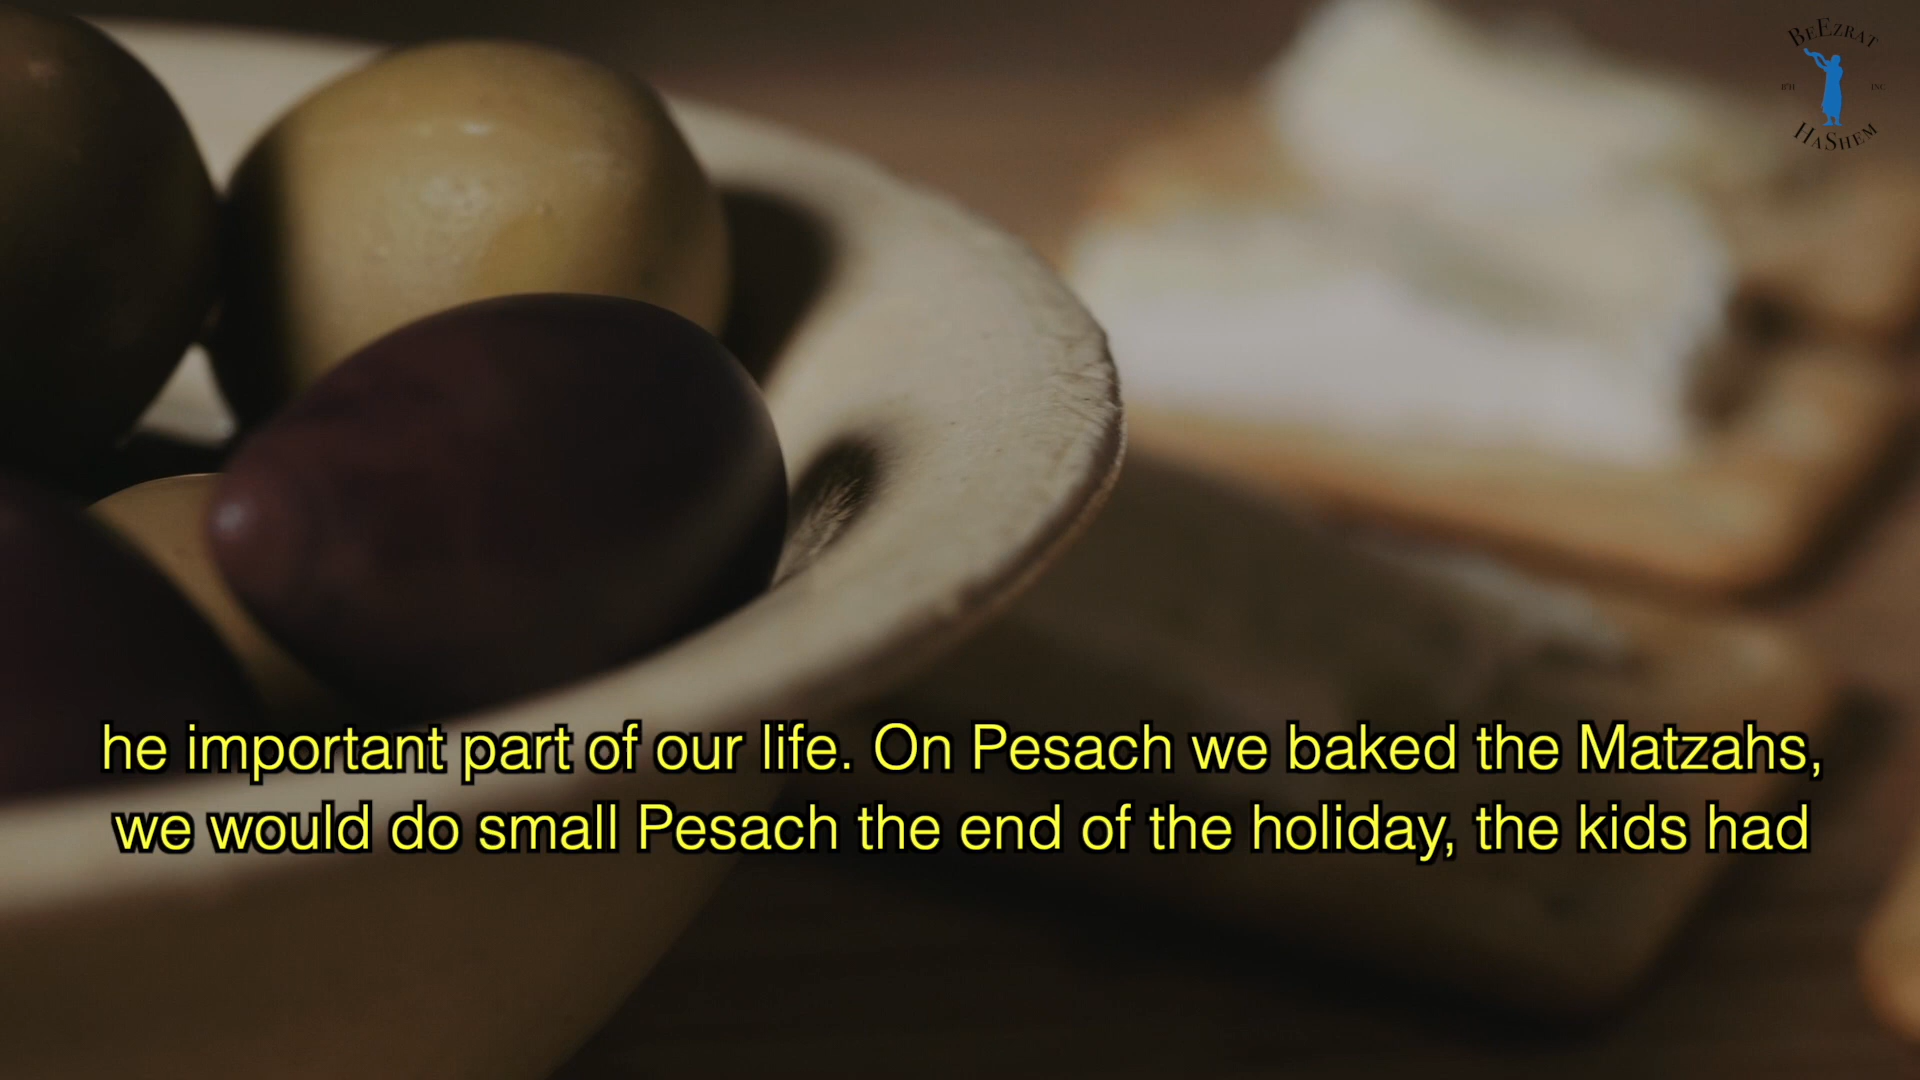 BEEZRAT
B"H INC
HASHEM
he important part of our life. On Pesach we baked the Matzahs,
we would do small Pesach the end of the holiday, the kids had